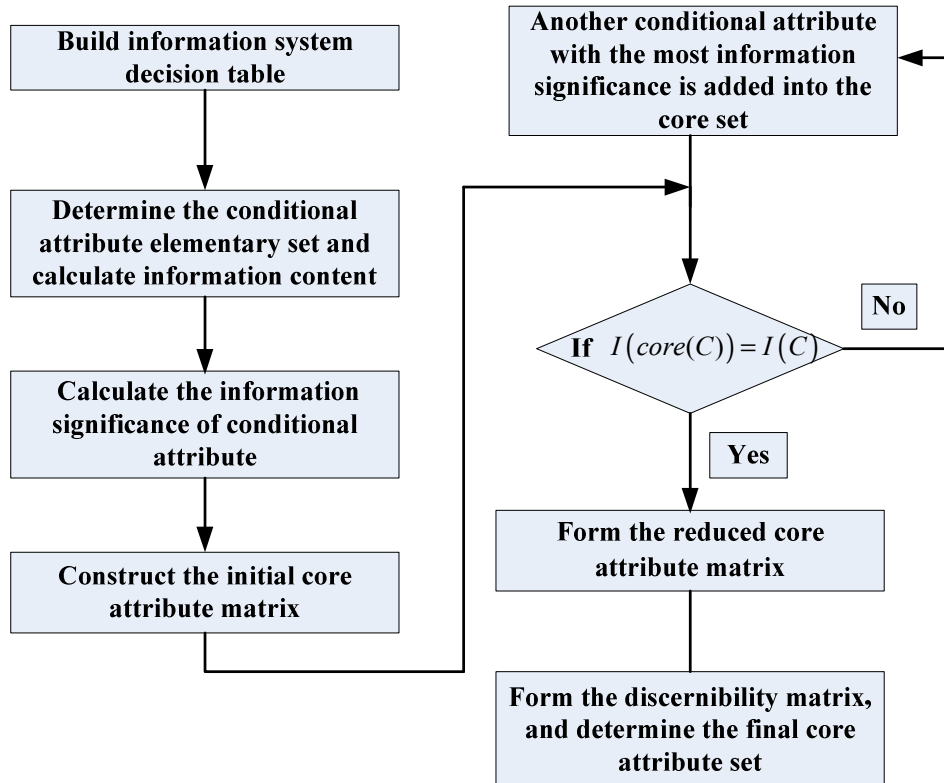 Build information system
decision table
Determine the conditional
attribute elementary set and
calculate information content
Calculate the information
significance of conditional
attribute
Construct the initial core
attribute matrix
Another conditional attribute
with the most information
significance is added into the
core set
If I(core(C)) = I(C)
No
Yes
Form the reduced core
attribute matrix
Form the discernibility matrix,
and determine the final core
attribute set